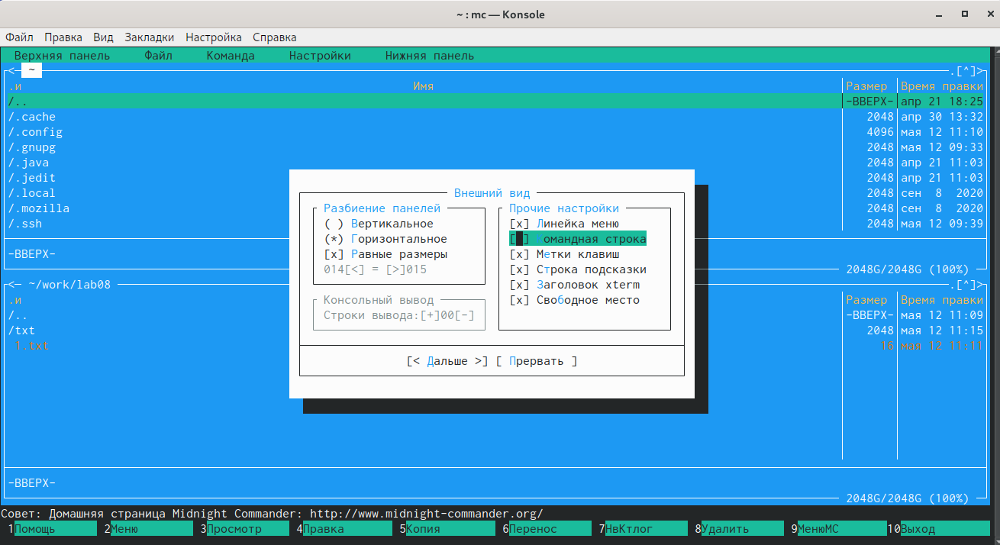 ~ : mc — Konsole
Файл Правка Вид Закладки Настройка Справка
Верхняя панель Файл Команда Настройки Нижняя панель
<─ ~ .[^]>
.и Имя Размер Время правки
/.. -ВВЕРХ- апр 21 18:25
/.cache 2048 апр 30 13:32
/.config 4096 мая 12 11:10
/.gnupg 2048 мая 12 09:33
/.java 2048 апр 21 11:03
/.jedit 2048 апр 21 11:03
/.local 2048 сен 8 2020
/.mozilla 2048 сен 8 2020
/.ssh 2048 мая 12 09:39
-ВВЕРХ-
2048G/2048G (100%)
Внешний вид
Разбиение панелей
( ) Вертикальное
(*) Горизонтальное
[x] Равные размеры
014[<] = [>]015
Консольный вывод
Строки вывода:[+]00[-]
Прочие настройки
[x] Линейка меню
[ ] Командная строка
[x] Метки клавиш
[x] Строка подсказки
[x] Заголовок xterm
[x] Свободное место
[< Дальше >] [ Прервать ]
<─ ~/work/lab08 .[^]>
.и Размер Время правки
/.. -ВВЕРХ- мая 12 11:09
/txt 2048 мая 12 11:15
1.txt 16 мая 12 11:11
-ВВЕРХ-
2048G/2048G (100%)
Совет: Домашняя страница Midnight Commander: http://www.midnight-commander.org/
1Помощь 2Меню 3Просмотр 4Правка 5Копия 6Перенос 7НвКтлог 8Удалить 9МенюMC 10Выход